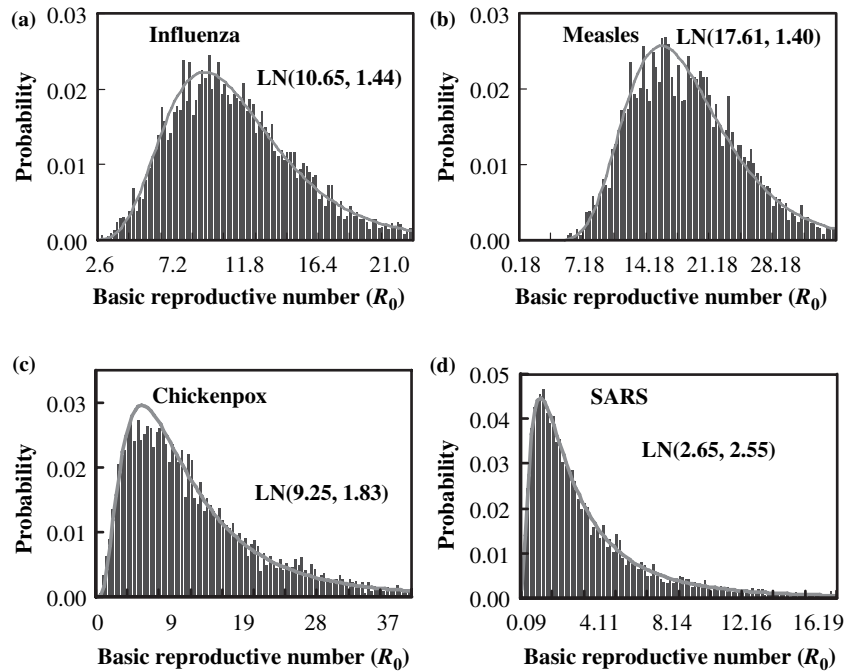 (a)
Influenza
LN(10.65, 1.44)
Probability
0.03
0.02
0.01
0.00
2.6 7.2 11.8 16.4 21.0
Basic reproductive number (R₀)
(b)
Measles
LN(17.61, 1.40)
Probability
0.03
0.02
0.01
0.00
0.18 7.18 14.18 21.18 28.18
Basic reproductive number (R₀)
(c)
Chickenpox
LN(9.25, 1.83)
Probability
0.03
0.02
0.01
0.00
0 9 19 28 37
Basic reproductive number (R₀)
(d)
SARS
LN(2.65, 2.55)
Probability
0.05
0.04
0.03
0.02
0.01
0.00
0.09 4.11 8.14 12.16 16.19
Basic reproductive number (R₀)